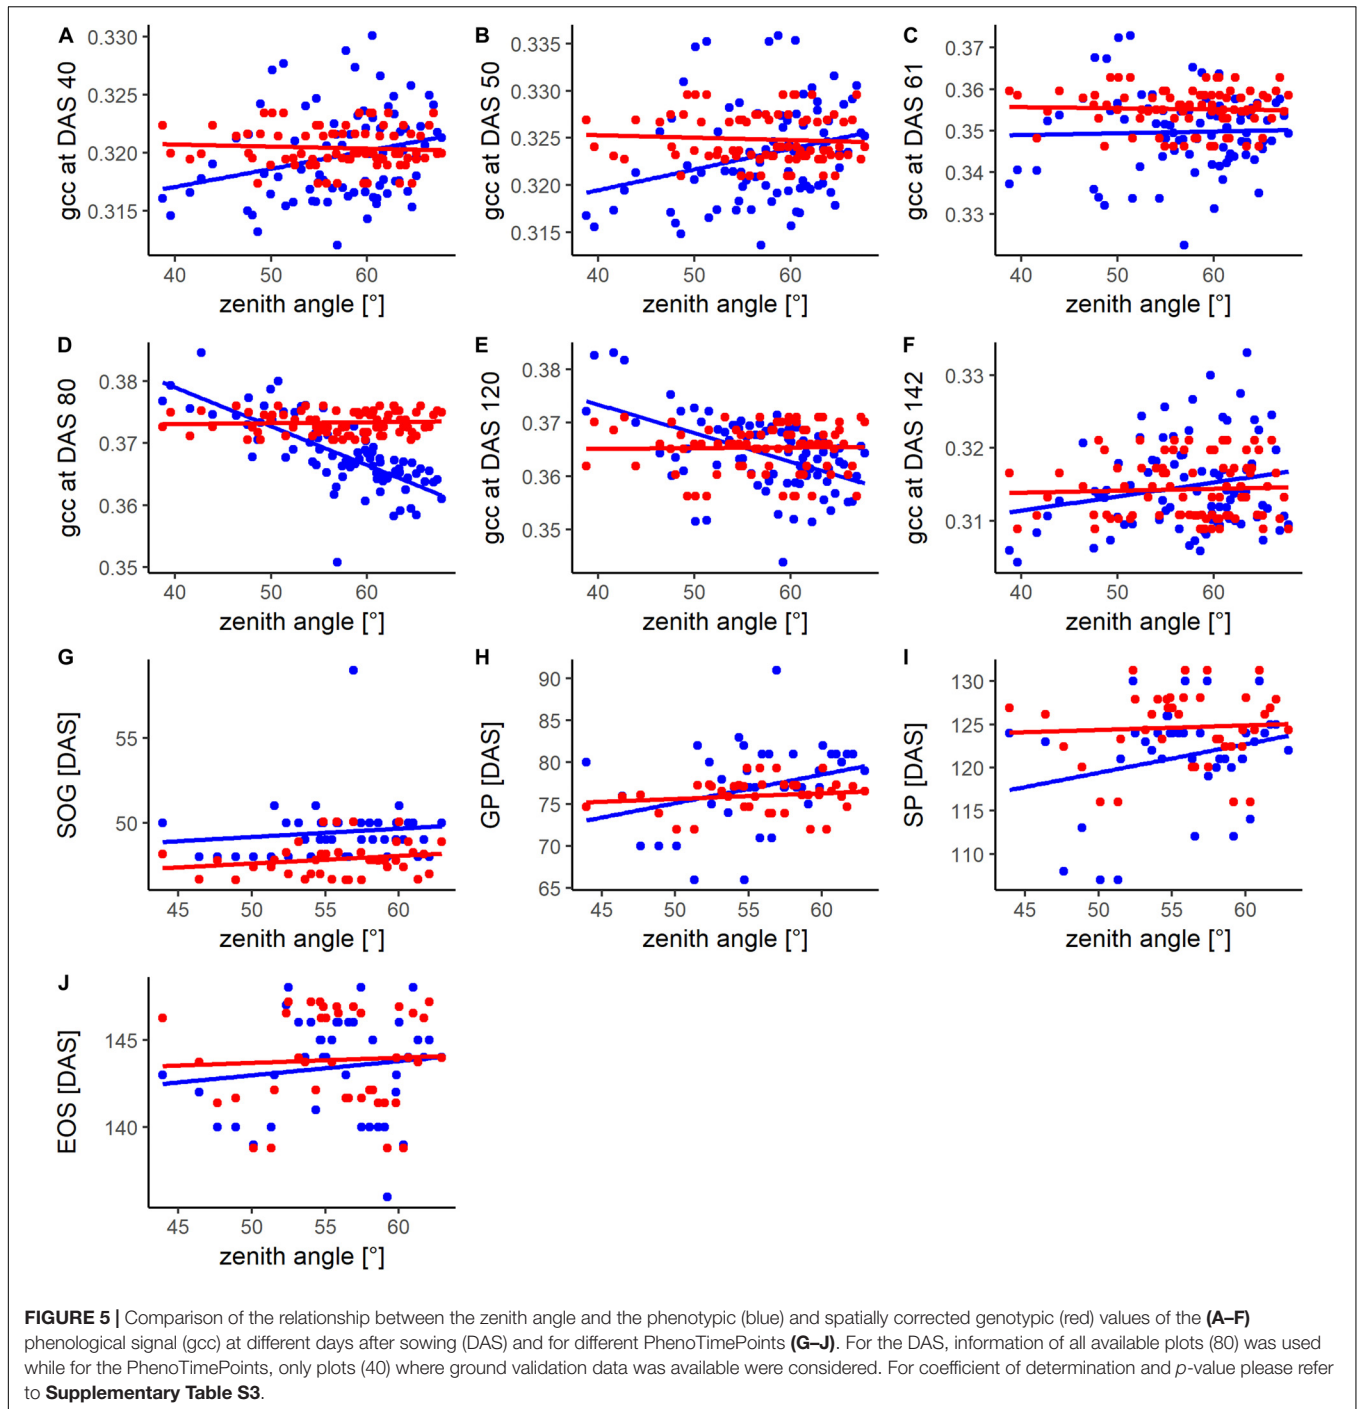 A
0.330
0.325
0.320
0.315
gcc at DAS 40
40 50 60
zenith angle [°]
B
0.335
0.330
0.325
0.320
0.315
gcc at DAS 50
40 50 60
zenith angle [°]
C
0.37
0.36
0.35
0.34
0.33
gcc at DAS 61
40 50 60
zenith angle [°]
D
0.38
0.37
0.36
0.35
gcc at DAS 80
40 50 60
zenith angle [°]
E
0.38
0.37
0.36
0.35
gcc at DAS 120
40 50 60
zenith angle [°]
F
0.33
0.32
0.31
gcc at DAS 142
40 50 60
zenith angle [°]
G
55
50
SOG [DAS]
45 50 55 60
zenith angle [°]
H
90
85
80
75
70
65
GP [DAS]
45 50 55 60
zenith angle [°]
I
130
125
120
115
110
SP [DAS]
45 50 55 60
zenith angle [°]
J
145
140
EOS [DAS]
45 50 55 60
zenith angle [°]
FIGURE 5 | Comparison of the relationship between the zenith angle and the phenotypic (blue) and spatially corrected genotypic (red) values of the (A–F)
phenological signal (gcc) at different days after sowing (DAS) and for different PhenoTimePoints (G–J). For the DAS, information of all available plots (80) was used
while for the PhenoTimePoints, only plots (40) where ground validation data was available were considered. For coefficient of determination and p-value please refer
to Supplementary Table S3.